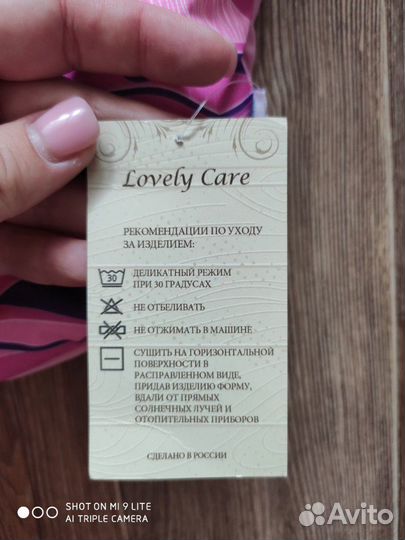 Lovely Care
РЕКОМЕНДАЦИИ ПО УХОДУ
ЗА ИЗДЕЛИЕМ:
30
ДЕЛИКАТНЫЙ РЕЖИМ
ПРИ 30 ГРАДУСАХ
НЕ ОТБЕЛИВАТЬ
НЕ ОТЖИМАТЬ В МАШИНЕ
СУШИТЬ НА ГОРИЗОНТАЛЬНОЙ
ПОВЕРХНОСТИ В
РАСПРАВЛЕННОМ ВИДЕ,
ПРИДАВ ИЗДЕЛИЮ ФОРМУ,
ВДАЛИ ОТ ПРЯМЫХ
СОЛНЕЧНЫХ ЛУЧЕЙ И
ОТОПИТЕЛЬНЫХ ПРИБОРОВ
СДЕЛАНО В РОССИИ
SHOT ON MI 9 LITE
AI TRIPLE CAMERA
Avito